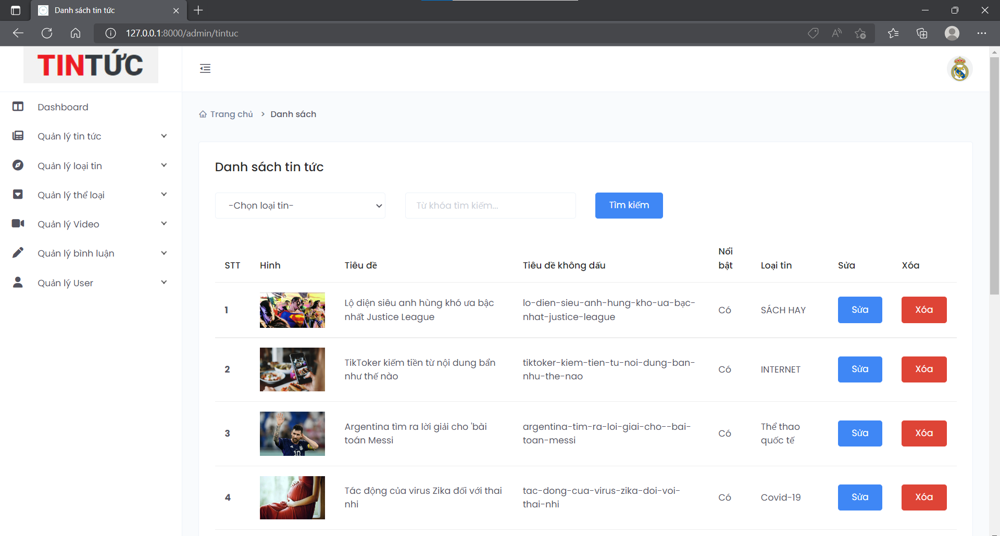 Danh sách tin tức
127.0.0.1:8000/admin/tintuc
TINTỨC
Dashboard
Quản lý tin tức
Quản lý loại tin
Quản lý thể loại
Quản lý Video
Quản lý bình luận
Quản lý User
Trang chủ > Danh sách
Danh sách tin tức
-Chọn loại tin-
Từ khóa tìm kiếm...
Tìm kiếm
STT Hình Tiêu đề Tiêu đề không dấu Nổi bật Loại tin Sửa Xóa
1 Lộ diện siêu anh hùng khó ưa bậc lo-dien-sieu-anh-hung-kho-ua-bạc- Có SÁCH HAY Sửa Xóa
nhất Justice League nhat-justice-league
2 TikToker kiếm tiền từ nội dung bẩn tiktoker-kiem-tien-tu-noi-dung-ban- Có INTERNET Sửa Xóa
như thế nào nhu-the-nao
3 Argentina tìm ra lời giải cho 'bài argentina-tim-ra-loi-giai-cho--bai- Có Thể thao Sửa Xóa
toán Messi toan-messi quốc tế
4 Tác động của virus Zika đối với thai tac-dong-cua-virus-zika-doi-voi- Có Covid-19 Sửa Xóa
nhi thai-nhi